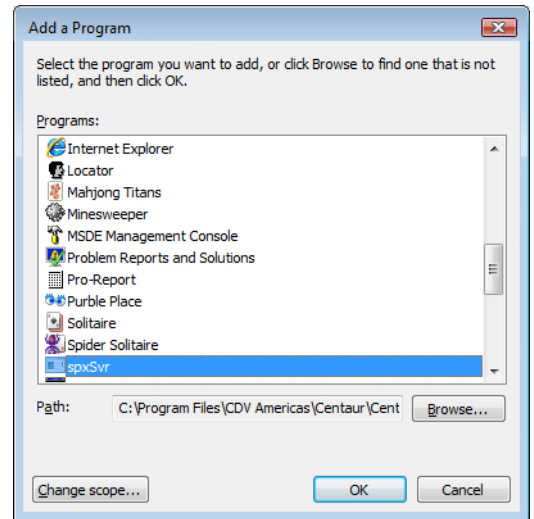 Add a Program
Select the program you want to add, or click Browse to find one that is not
listed, and then click OK.
Programs:
Internet Explorer
Locator
Mahjong Titans
Minesweeper
MSDE Management Console
Problem Reports and Solutions
Pro-Report
Purble Place
Solitaire
Spider Solitaire
spxSvr
Path: C:\Program Files\CDV Americas\Centaur\Cent Browse...
Change scope... OK Cancel